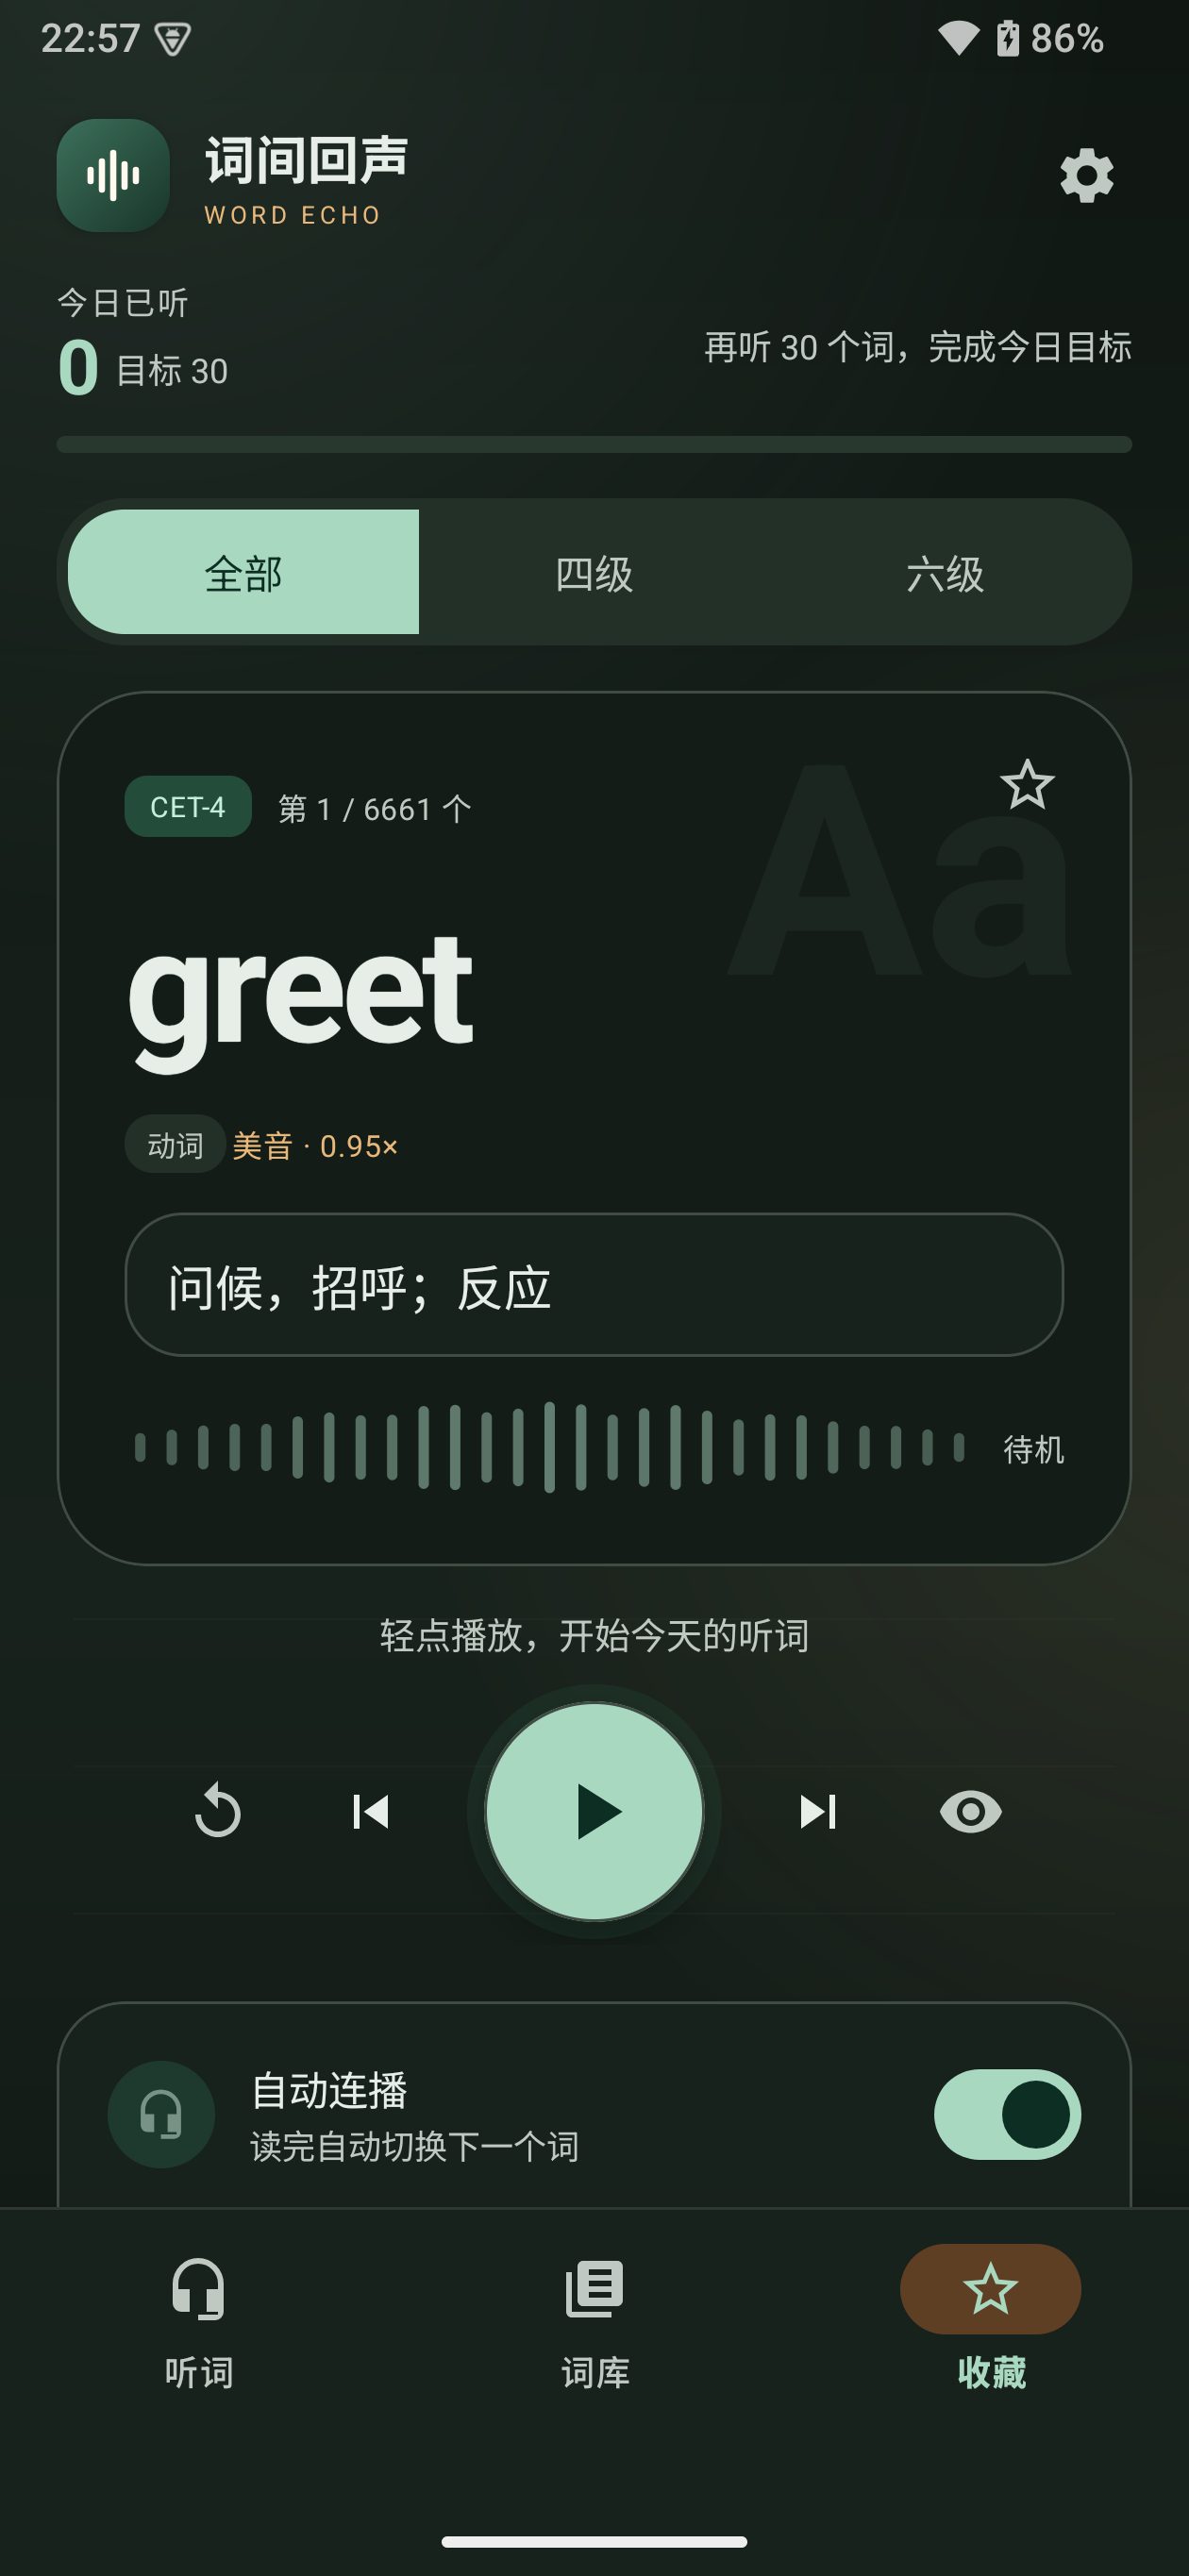 22:57
86%
词间回声
WORD ECHO
今日已听
0 目标 30
再听 30 个词，完成今日目标
全部
四级
六级
Aa
CET-4 第 1 / 6661 个
greet
动词 美音 · 0.95×
问候，招呼；反应
待机
轻点播放，开始今天的听词
自动连播
读完自动切换下一个词
听词
词库
收藏